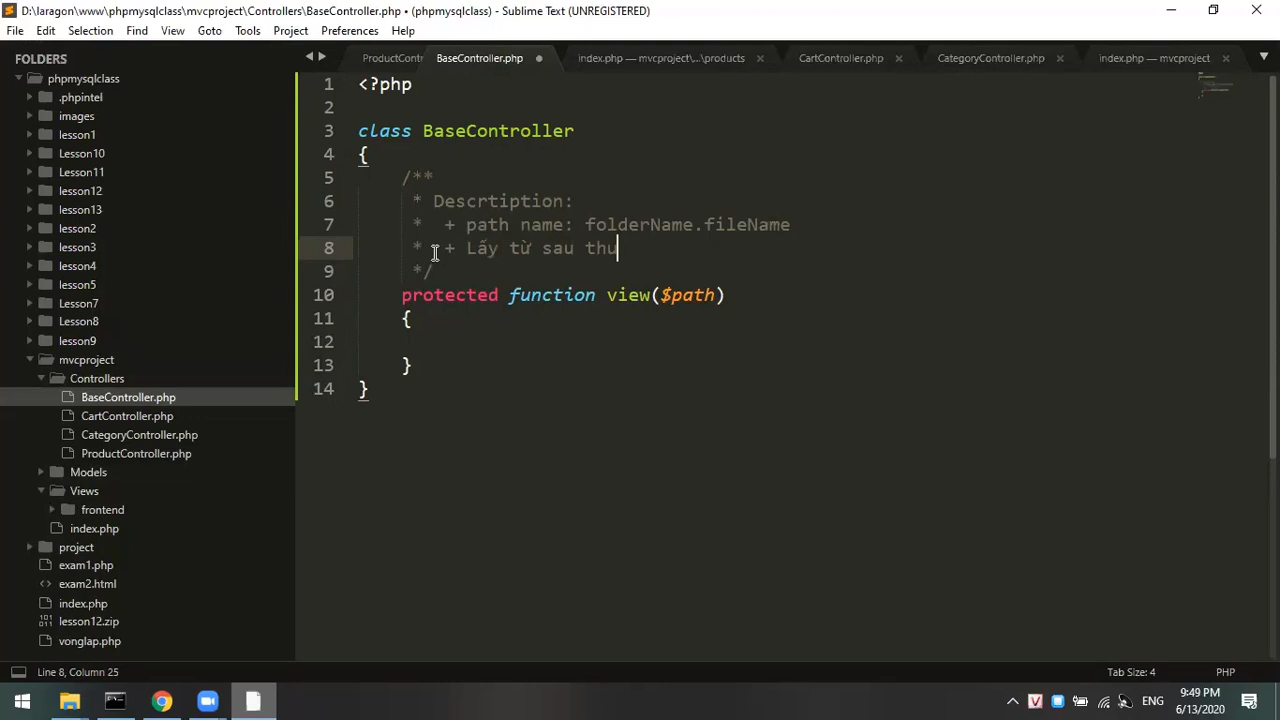 D:\laragon\www\phpmysqlclass\mvcproject\Controllers\BaseController.php • (phpmysqlclass) - Sublime Text (UNREGISTERED)
File Edit Selection Find View Goto Tools Project Preferences Help
FOLDERS
phpmysqlclass
.phpintel
images
lesson1
Lesson10
Lesson11
lesson12
lesson13
lesson2
lesson3
lesson4
lesson5
Lesson7
Lesson8
lesson9
mvcproject
Controllers
BaseController.php
CartController.php
CategoryController.php
ProductController.php
Models
Views
frontend
index.php
project
exam1.php
exam2.html
index.php
lesson12.zip
vonglap.php
ProductContr BaseController.php index.php — mvcproject\...\products CartController.php CategoryController.php index.php — mvcproject
1 <?php
2
3 class BaseController
4 {
5 /**
6 * Descrtiption:
7 * + path name: folderName.fileName
8 * + Lấy từ sau thu
9 */
10 protected function view($path)
11 {
12
13 }
14 }
Line 8, Column 25 Tab Size: 4 PHP
V ENG 9:49 PM
6/13/2020